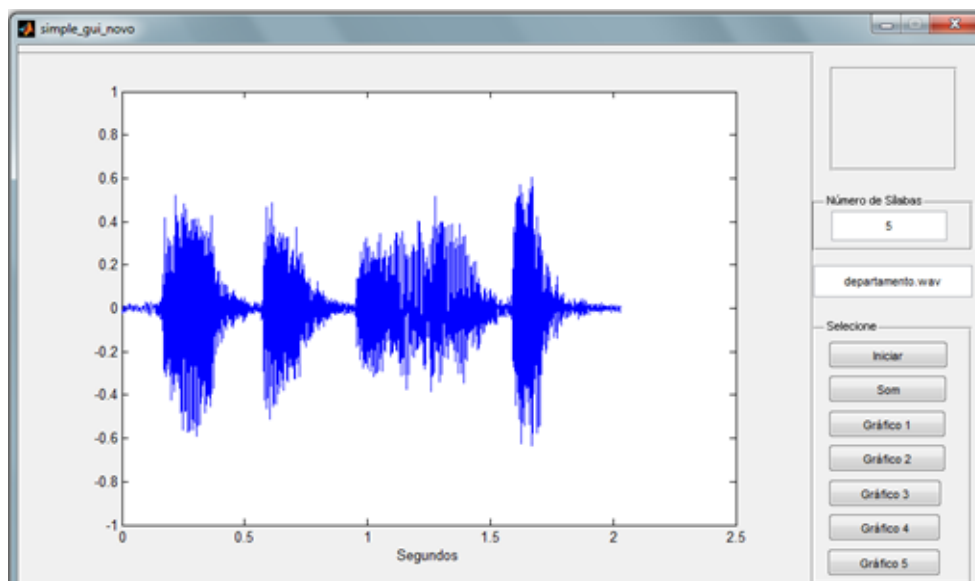 simple_gui_novo
1
0.8
0.6
0.4
0.2
0
-0.2
-0.4
-0.6
-0.8
-1
0 0.5 1 1.5 2 2.5
Segundos
Número de Sílabas
5
departamento.wav
Selecione
Iniciar
Som
Gráfico 1
Gráfico 2
Gráfico 3
Gráfico 4
Gráfico 5